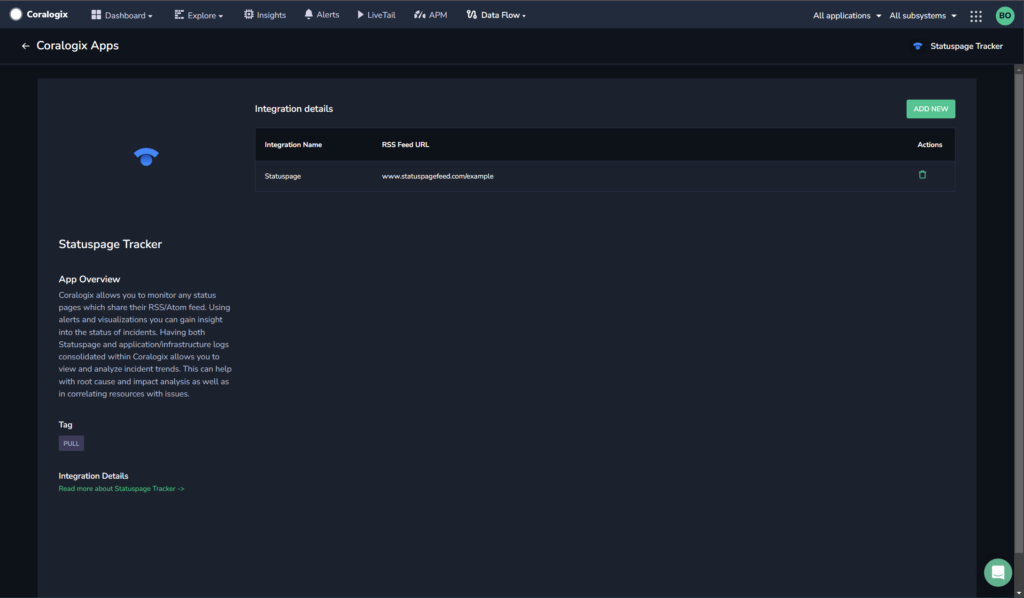 Coralogix Dashboard Explore Insights Alerts LiveTail APM Data Flow All applications All subsystems BO
← Coralogix Apps Statuspage Tracker
Integration details ADD NEW
Integration Name RSS Feed URL Actions
Statuspage www.statuspagefeed.com/example
Statuspage Tracker
App Overview
Coralogix allows you to monitor any status
pages which share their RSS/Atom feed. Using
alerts and visualizations you can gain insight
into the status of incidents. Having both
Statuspage and application/infrastructure logs
consolidated within Coralogix allows you to
view and analyze incident trends. This can help
with root cause and impact analysis as well as
in correlating resources with issues.
Tag
PULL
Integration Details
Read more about Statuspage Tracker ->